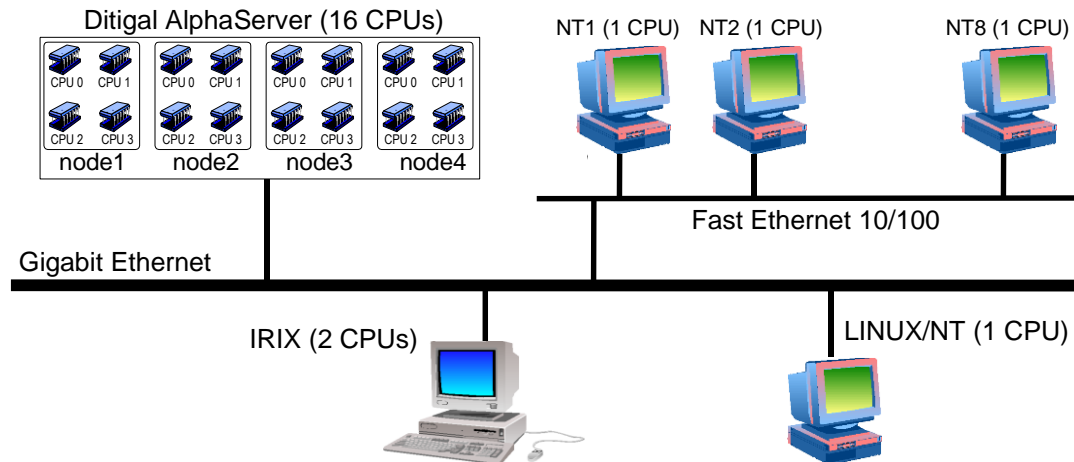 Ditigal AlphaServer (16 CPUs)
CPU 0 CPU 1 CPU 0 CPU 1 CPU 0 CPU 1 CPU 0 CPU 1
CPU 2 CPU 3 CPU 2 CPU 3 CPU 2 CPU 3 CPU 2 CPU 3
node1 node2 node3 node4
NT1 (1 CPU) NT2 (1 CPU) NT8 (1 CPU)
Fast Ethernet 10/100
Gigabit Ethernet
IRIX (2 CPUs)
LINUX/NT (1 CPU)